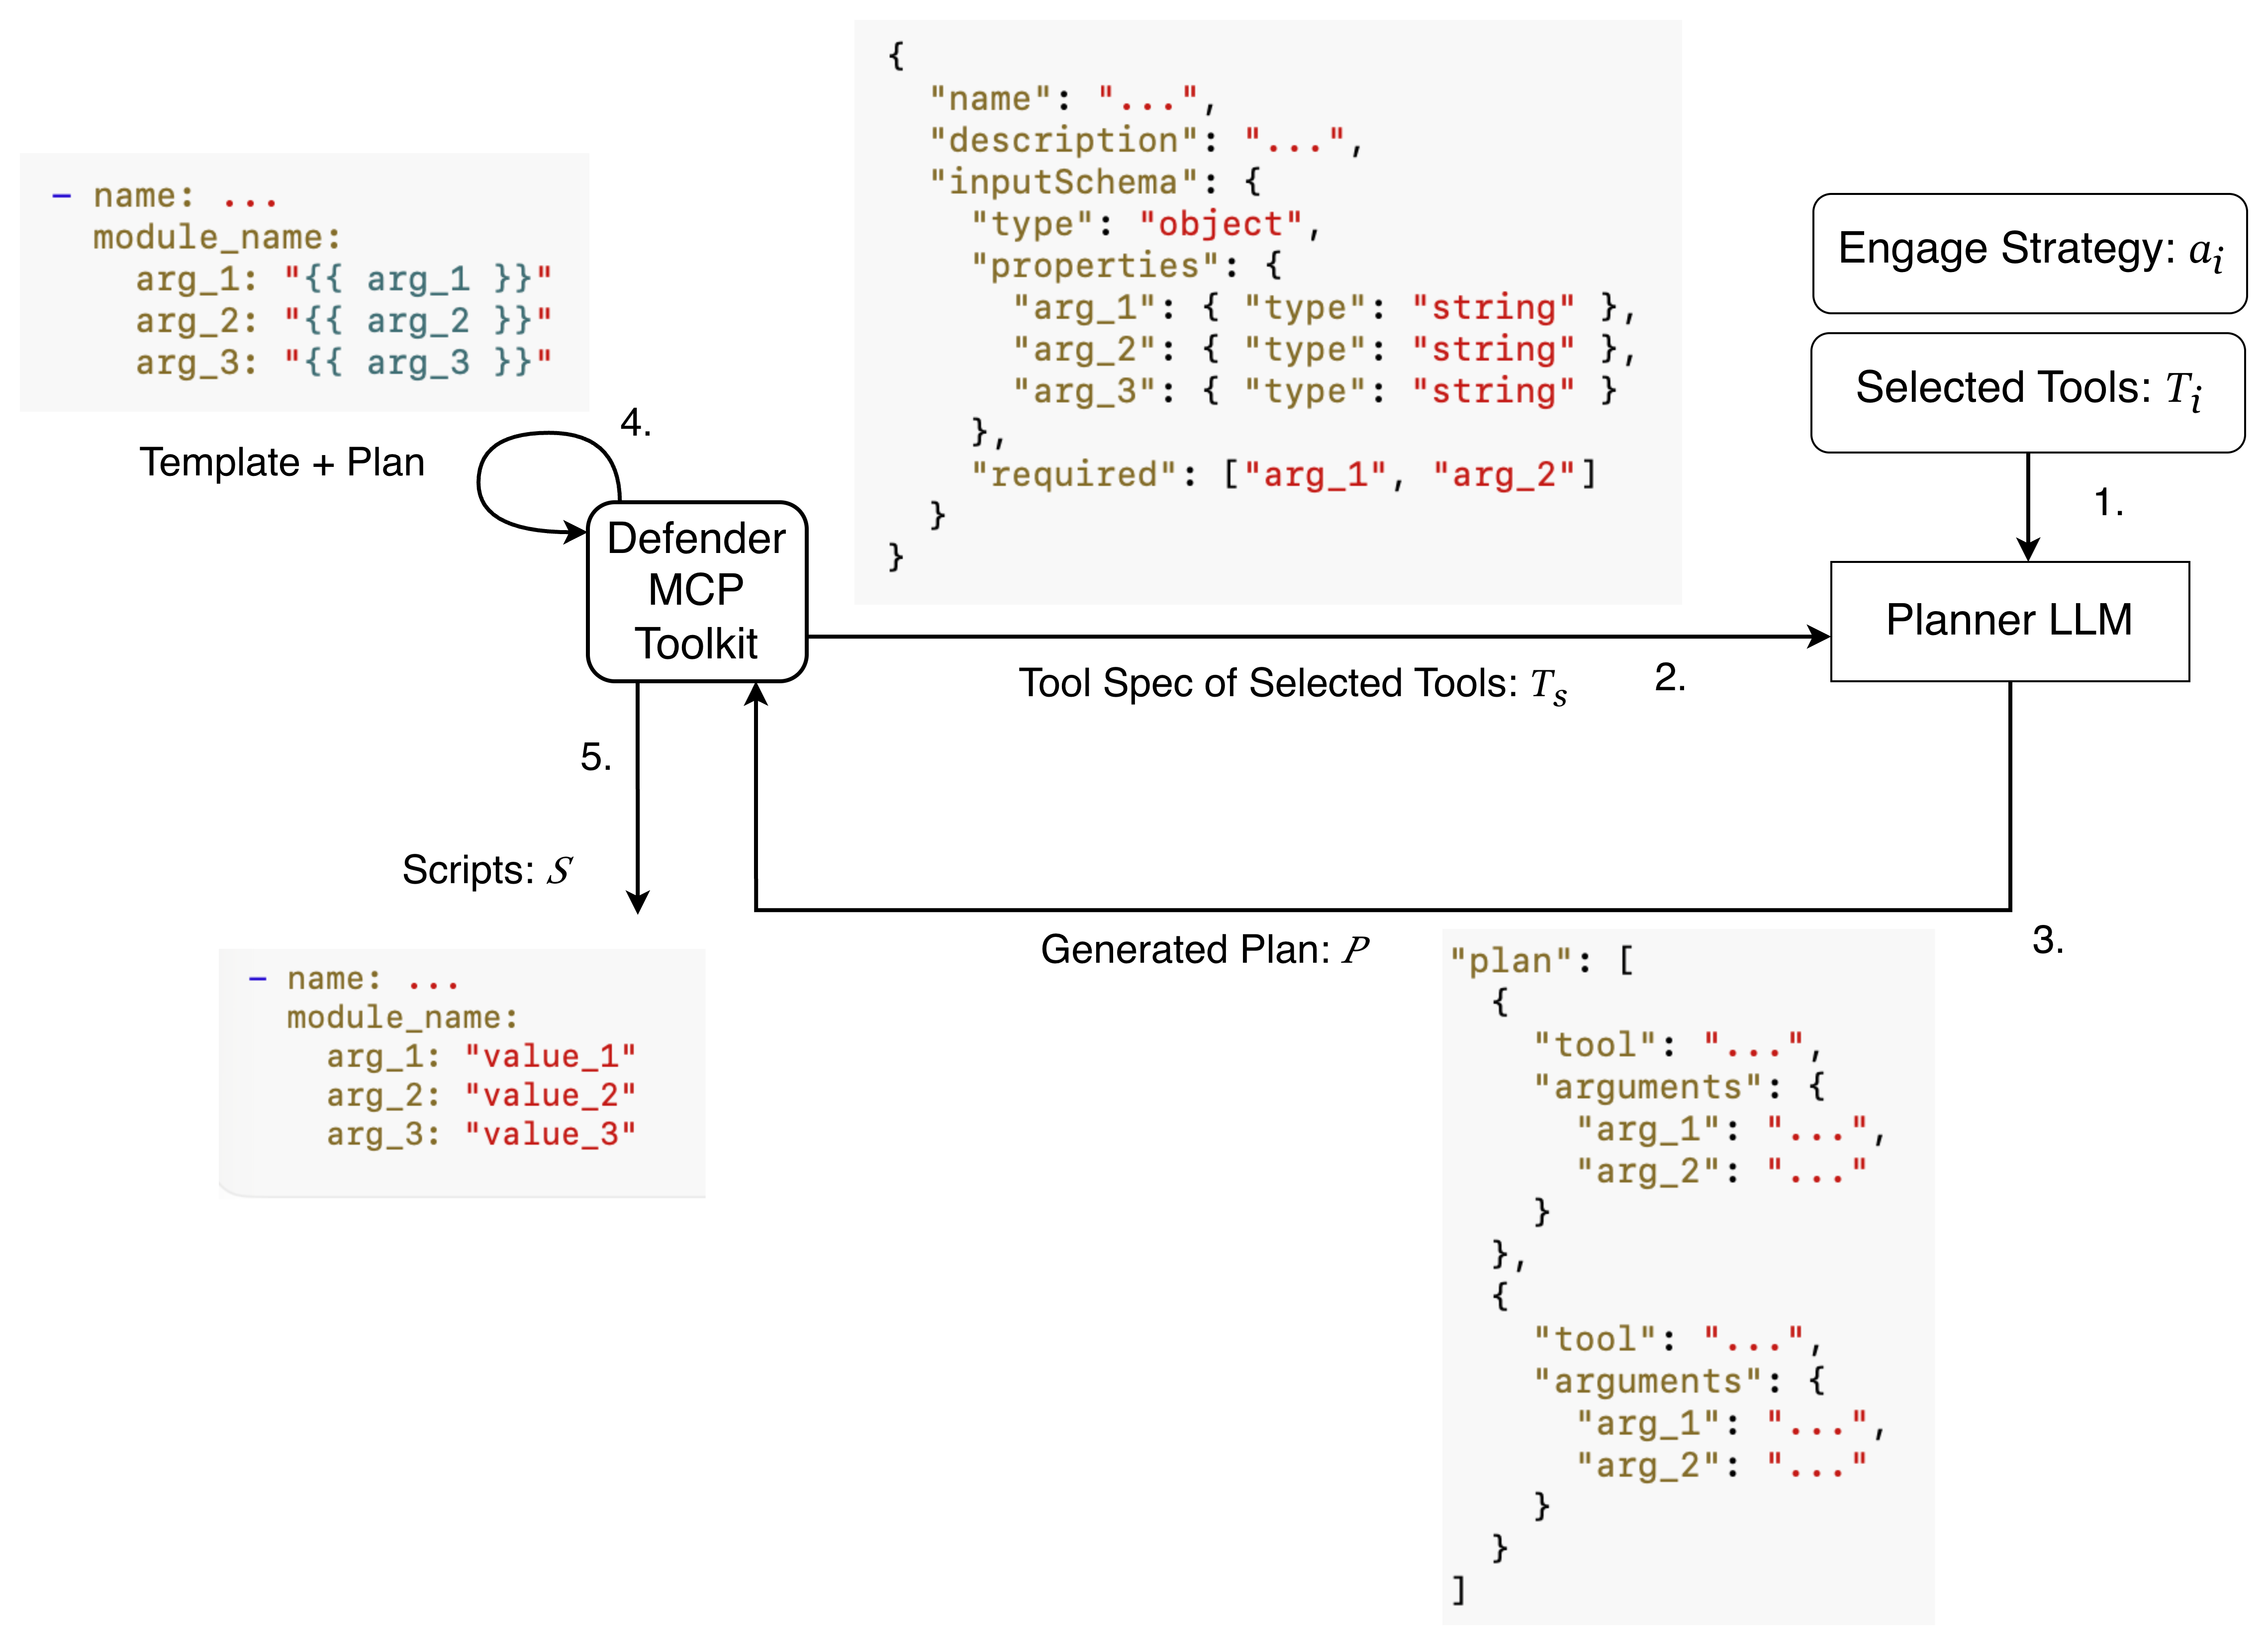 - name: ...
module_name:
arg_1: "{{ arg_1 }}"
arg_2: "{{ arg_2 }}"
arg_3: "{{ arg_3 }}"
Template + Plan
4.
Defender
MCP
Toolkit
{
"name": "...",
"description": "...",
"inputSchema": {
"type": "object",
"properties": {
"arg_1": { "type": "string" },
"arg_2": { "type": "string" },
"arg_3": { "type": "string" }
},
"required": ["arg_1", "arg_2"]
}
}
Engage Strategy: a_i
Selected Tools: T_i
1.
Planner LLM
Tool Spec of Selected Tools: T_s
2.
5.
Scripts: S
- name: ...
module_name:
arg_1: "value_1"
arg_2: "value_2"
arg_3: "value_3"
Generated Plan: P
3.
"plan": [
{
"tool": "...",
"arguments": {
"arg_1": "...",
"arg_2": "..."
}
},
{
"tool": "...",
"arguments": {
"arg_1": "...",
"arg_2": "..."
}
}
]